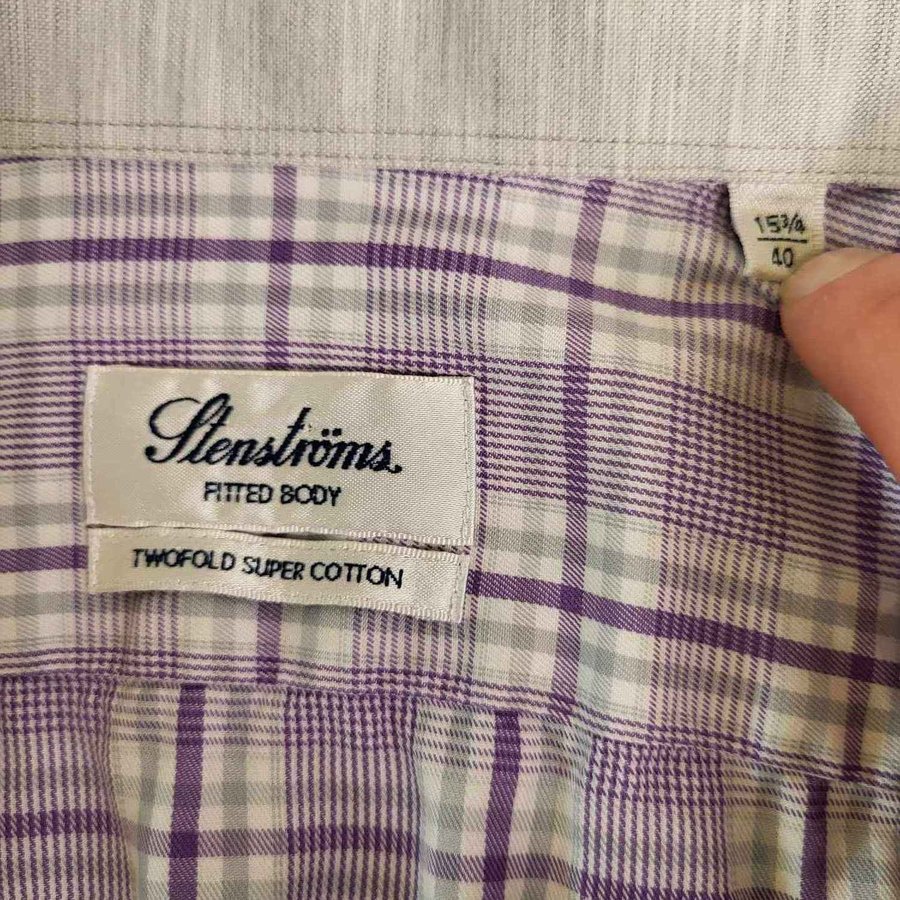 15¾
40
Stenströms
FITTED BODY
TWOFOLD SUPER COTTON